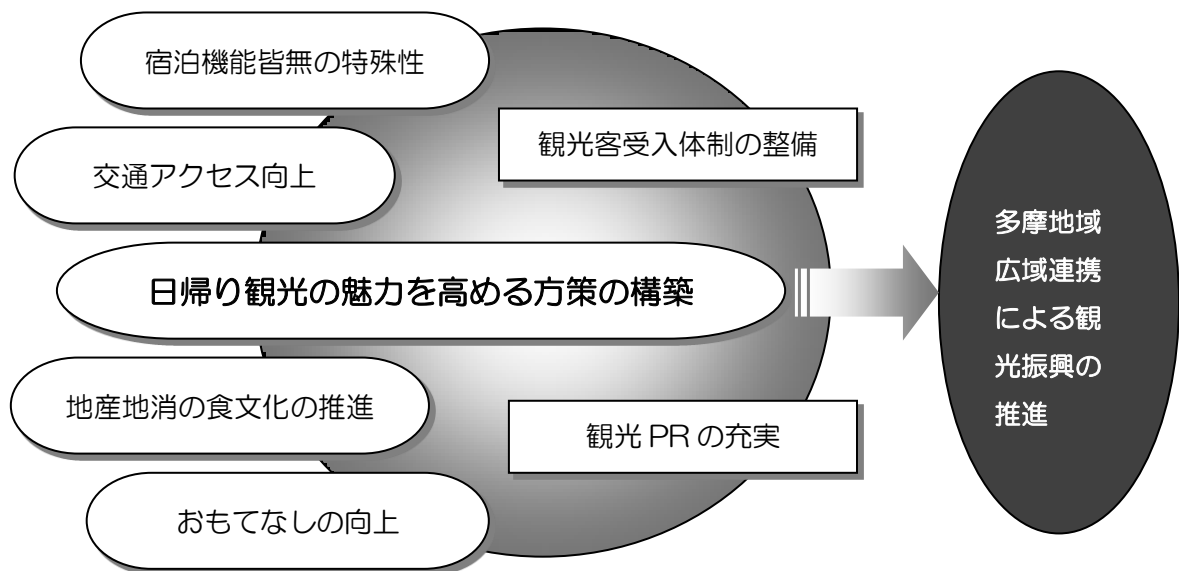 宿泊機能皆無の特殊性
観光客受入体制の整備
交通アクセス向上
日帰り観光の魅力を高める方策の構築
地産地消の食文化の推進
観光 PR の充実
おもてなしの向上
多摩地域
広域連携
による観
光振興の
推進